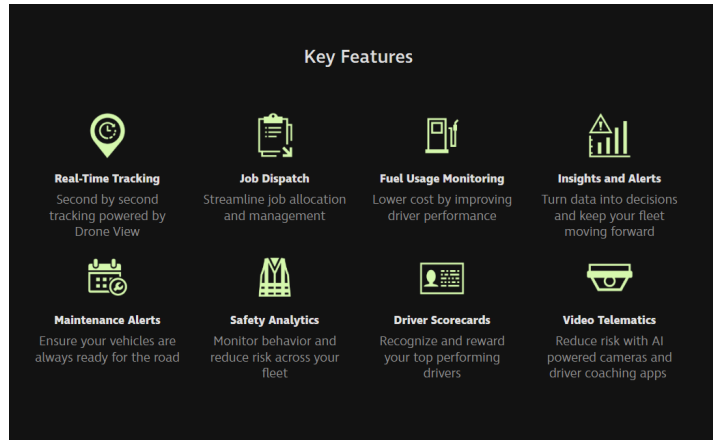 Key Features
Real-Time Tracking
Second by second
tracking powered by
Drone View
Job Dispatch
Streamline job allocation
and management
Fuel Usage Monitoring
Lower cost by improving
driver performance
Insights and Alerts
Turn data into decisions
and keep your fleet
moving forward
Maintenance Alerts
Ensure your vehicles are
always ready for the road
Safety Analytics
Monitor behavior and
reduce risk across your
fleet
Driver Scorecards
Recognize and reward
your top performing
drivers
Video Telematics
Reduce risk with AI
powered cameras and
driver coaching apps